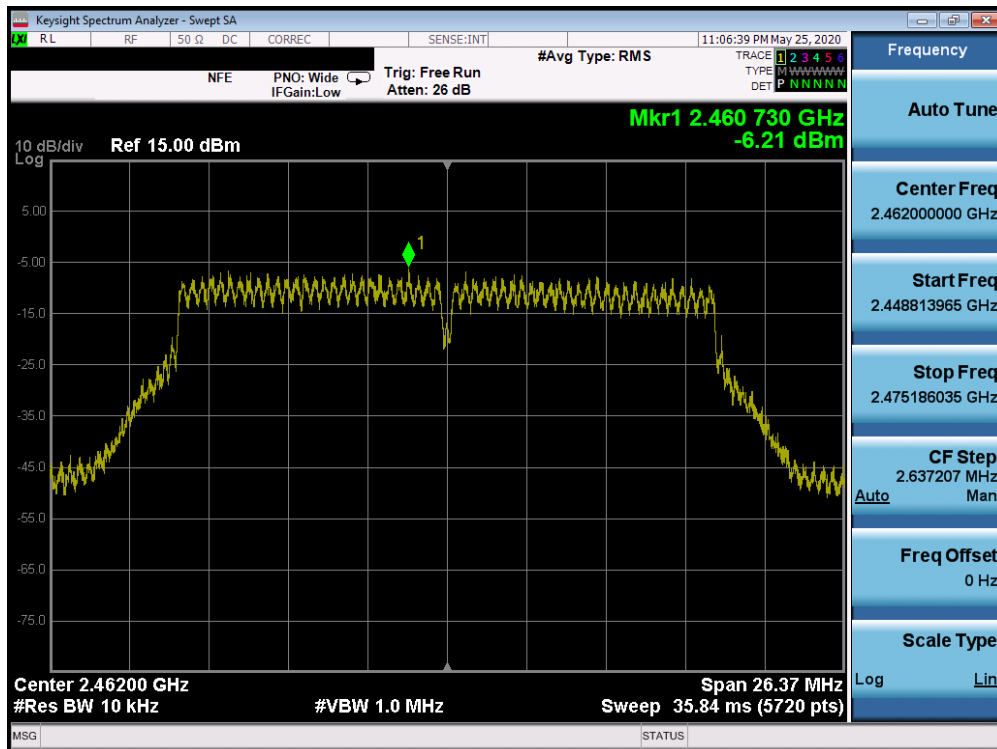 Keysight Spectrum Analyzer - Swept SA
LXI RL RF 50 Ω DC CORREC SENSE:INT 11:06:39 PM May 25, 2020
#Avg Type: RMS TRACE 1 2 3 4 5 6
NFE PNO: Wide Trig: Free Run TYPE M WWWWW
IFGain:Low Atten: 26 dB DET P N N N N N
Mkr1 2.460 730 GHz
-6.21 dBm
10 dB/div Ref 15.00 dBm
Log
1
5.00
-5.00
-15.0
-25.0
-35.0
-45.0
-55.0
-65.0
-75.0
Center 2.46200 GHz Span 26.37 MHz
#Res BW 10 kHz #VBW 1.0 MHz Sweep 35.84 ms (5720 pts)
MSG STATUS
Frequency
Auto Tune
Center Freq
2.462000000 GHz
Start Freq
2.448813965 GHz
Stop Freq
2.475186035 GHz
CF Step
2.637207 MHz
Auto Man
Freq Offset
0 Hz
Scale Type
Log Lin